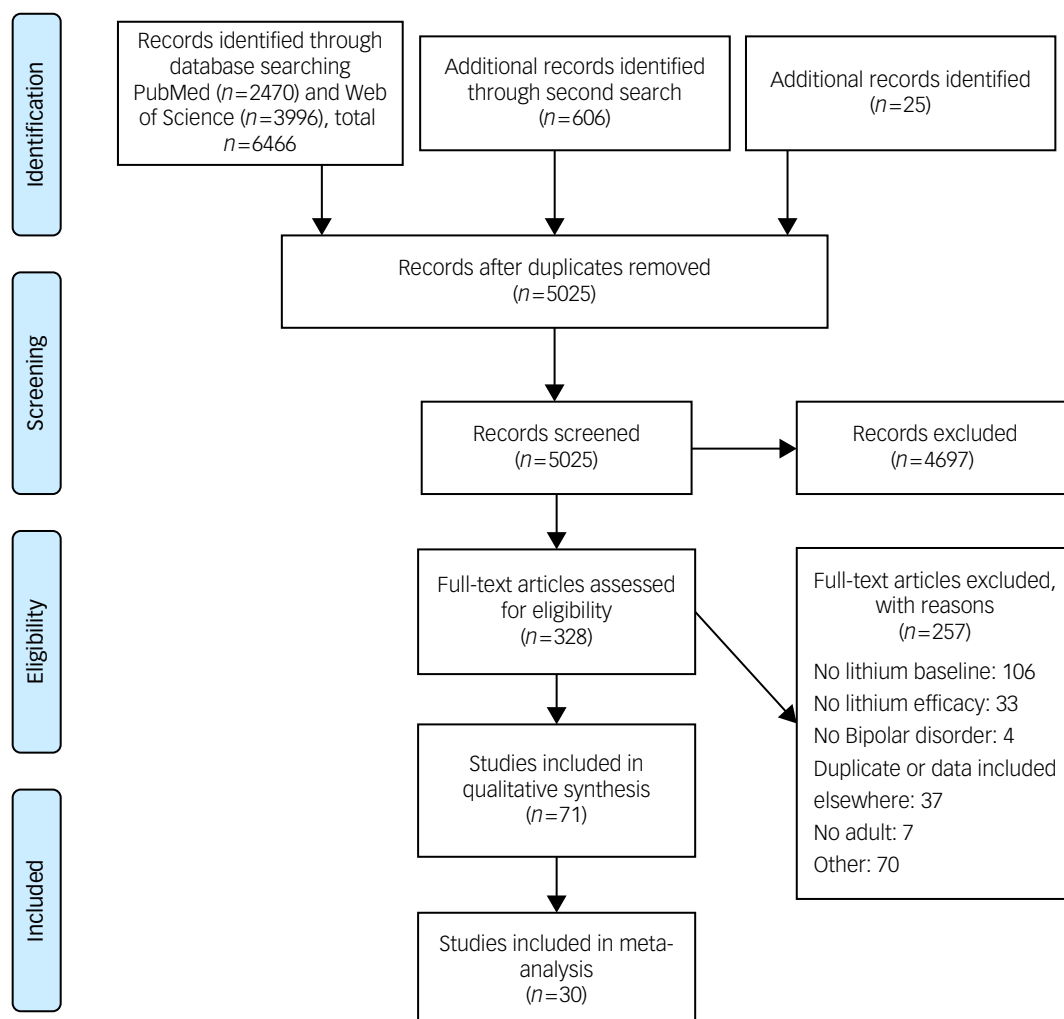 Identification
Records identified through
database searching
PubMed (n=2470) and Web
of Science (n=3996), total
n=6466
Additional records identified
through second search
(n=606)
Additional records identified
(n=25)
Records after duplicates removed
(n=5025)
Screening
Records screened
(n=5025)
Records excluded
(n=4697)
Eligibility
Full-text articles assessed
for eligibility
(n=328)
Full-text articles excluded,
with reasons
(n=257)
No lithium baseline: 106
No lithium efficacy: 33
No Bipolar disorder: 4
Duplicate or data included
elsewhere: 37
No adult: 7
Other: 70
Studies included in
qualitative synthesis
(n=71)
Included
Studies included in meta-
analysis
(n=30)